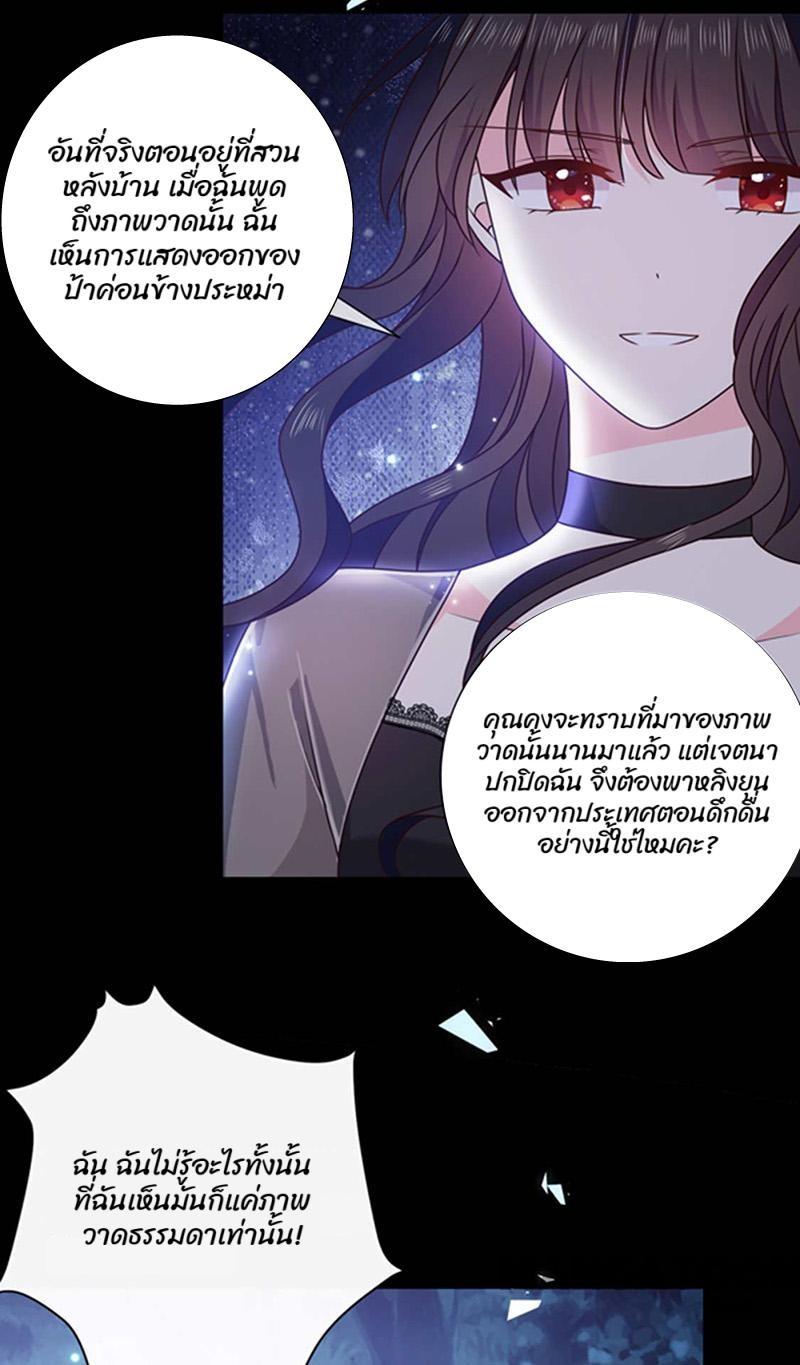 อันที่จริงตอนอยู่ที่สวน
หลังบ้าน เมื่อฉันพูด
ถึงภาพวาดนั้น ฉัน
เห็นการแสดงออกของ
ป้าค่อนข้างประหม่า
คุณคงจะทราบที่มาของภาพ
วาดนั้นนานมาแล้ว แต่เจตนา
ปกปิดฉัน จึงต้องพาหลิงยุน
ออกจากประเทศตอนดึกดื่น
อย่างนี้ใช่ไหมคะ?
ฉัน ฉันไม่รู้อะไรทั้งนั้น
ที่ฉันเห็นมันก็แค่ภาพ
วาดธรรมดาเท่านั้น!